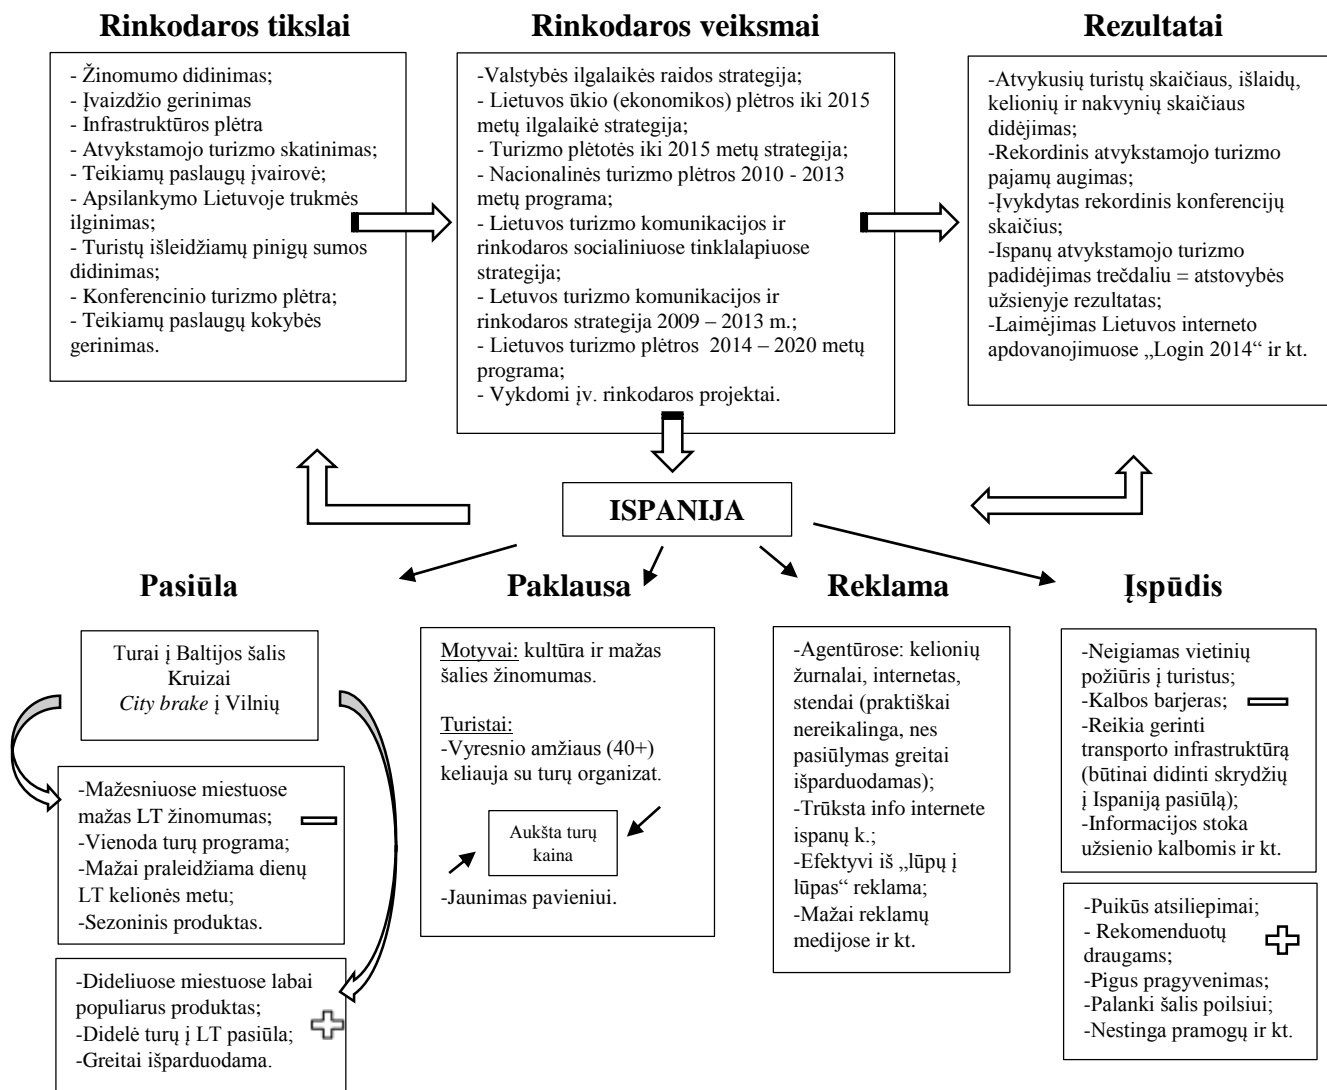 Rinkodaros tikslai
- Žinomumo didinimas;
- Įvaizdžio gerinimas
- Infrastruktūros plėtra
- Atvykstamojo turizmo skatinimas;
- Teikiamų paslaugų įvairovė;
- Apsilankymo Lietuvoje trukmės
ilginimas;
- Turistų išleidžiamų pinigų sumos
didinimas;
- Konferencinio turizmo plėtra;
- Teikiamų paslaugų kokybės
gerinimas.
Rinkodaros veiksmai
-Valstybės ilgalaikės raidos strategija;
- Lietuvos ūkio (ekonomikos) plėtros iki 2015
metų ilgalaikė strategija;
- Turizmo plėtotės iki 2015 metų strategija;
- Nacionalinės turizmo plėtros 2010 - 2013
metų programa;
- Lietuvos turizmo komunikacijos ir
rinkodaros socialiniuose tinklalapiuose
strategija;
- Letuvos turizmo komunikacijos ir
rinkodaros strategija 2009 – 2013 m.;
- Lietuvos turizmo plėtros 2014 – 2020 metų
programa;
- Vykdomi įv. rinkodaros projektai.
Rezultatai
-Atvykusių turistų skaičiaus, išlaidų,
kelionių ir nakvynių skaičiaus
didėjimas;
-Rekordinis atvykstamojo turizmo
pajamų augimas;
-Įvykdytas rekordinis konferencijų
skaičius;
-Ispanų atvykstamojo turizmo
padidėjimas trečdaliu = atstovybės
užsienyje rezultatas;
-Laimėjimas Lietuvos interneto
apdovanojimuose „Login 2014“ ir kt.
ISPANIJA
Pasiūla
Turai į Baltijos šalis
Kruizai
City brake į Vilnių
-Mažesniuose miestuose
mažas LT žinomumas;
-Vienoda turų programa;
-Mažai praleidžiama dienų
LT kelionės metu;
-Sezoninis produktas.
-Dideliuose miestuose labai
populiarus produktas;
-Didelė turų į LT pasiūla;
-Greitai išparduodama.
Paklausa
Motyvai: kultūra ir mažas
šalies žinomumas.
Turistai:
-Vyresnio amžiaus (40+)
keliauja su turų organizat.
Aukšta turų
kaina
-Jaunimas pavieniui.
Reklama
-Agentūrose: kelionių
žurnalai, internetas,
stendai (praktiškai
nereikalinga, nes
pasiūlymas greitai
išparduodamas);
-Trūksta info internete
ispanų k.;
-Efektyvi iš „lūpų į
lūpas“ reklama;
-Mažai reklamų
medijose ir kt.
Įspūdis
-Neigiamas vietinių
požiūris į turistus;
-Kalbos barjeras;
-Reikia gerinti
transporto infrastruktūrą
(būtinai didinti skrydžių
į Ispaniją pasiūlą);
-Informacijos stoka
užsienio kalbomis ir kt.
-Puikūs atsiliepimai;
- Rekomenduotų
draugams;
-Pigus pragyvenimas;
-Palanki šalis poilsiui;
-Nestinga pramogų ir kt.